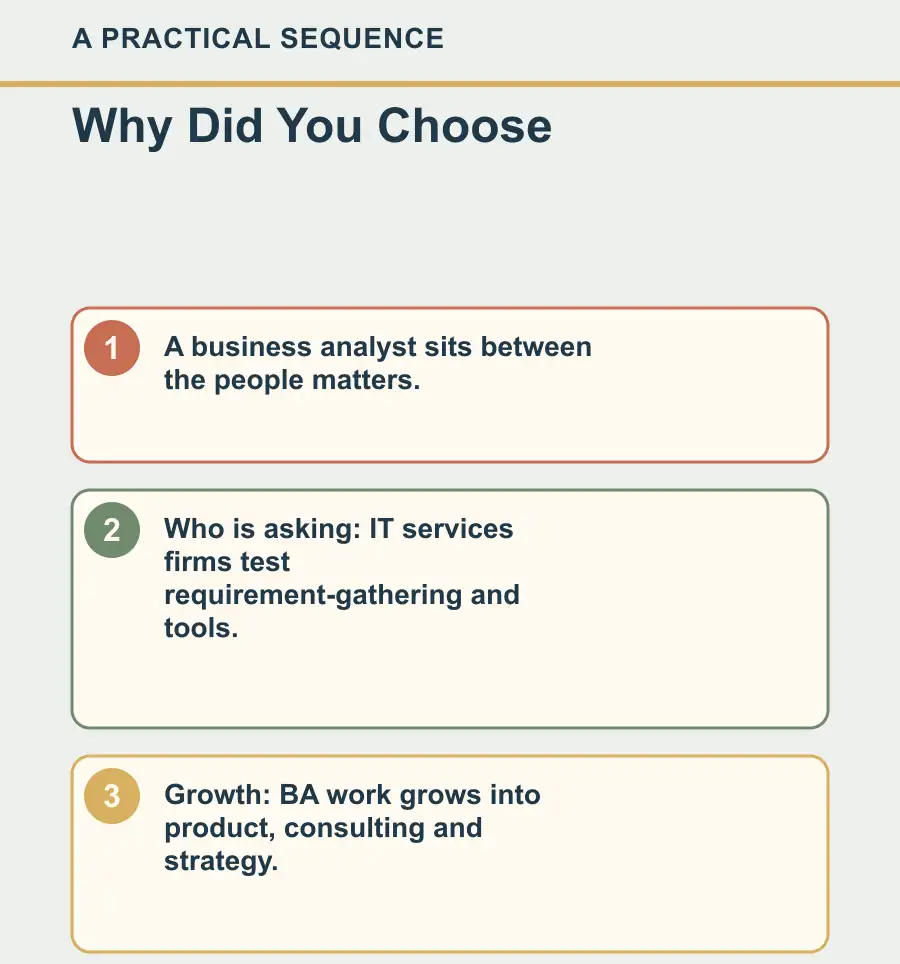 A PRACTICAL SEQUENCE
Why Did You Choose
1
A business analyst sits between
the people matters.
2
Who is asking: IT services
firms test
requirement-gathering and
tools.
3
Growth: BA work grows into
product, consulting and
strategy.